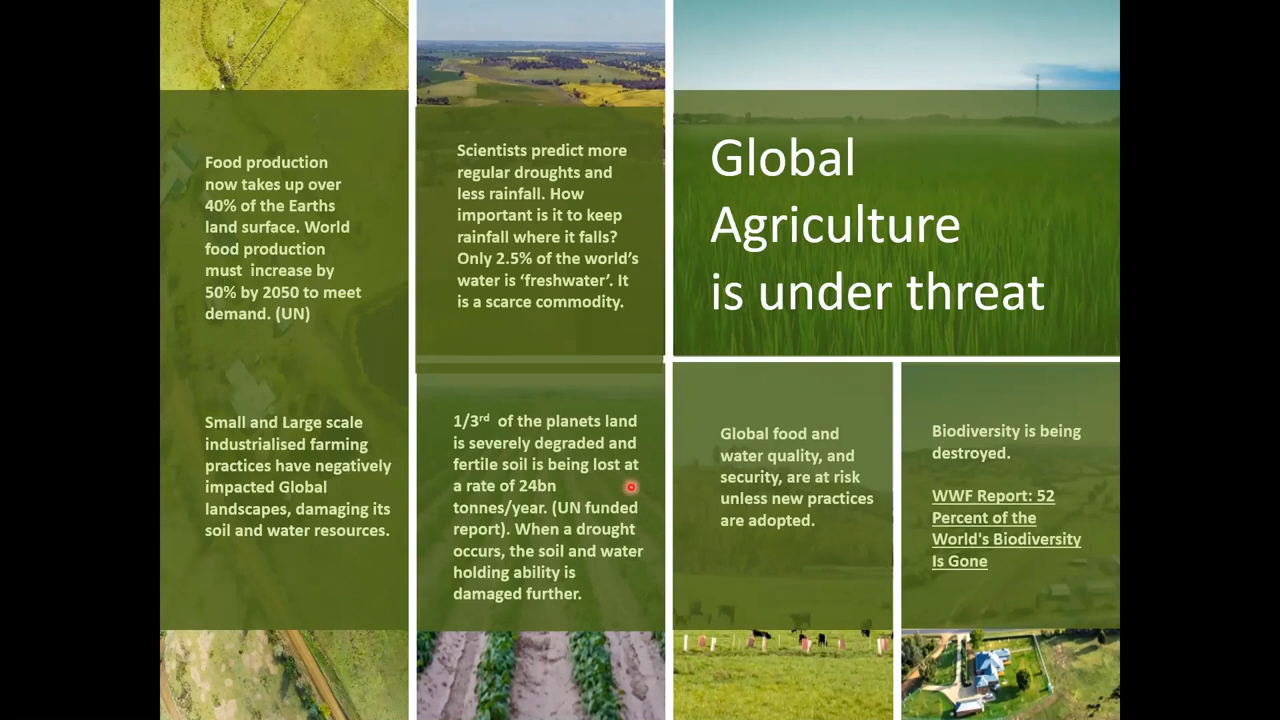 Global
Agriculture
is under threat
Food production
now takes up over
40% of the Earths
land surface. World
food production
must  increase by
50% by 2050 to meet
demand. (UN)
Small and Large scale
industrialised farming
practices have negatively
impacted Global
landscapes, damaging its
soil and water resources.
Scientists predict more
regular droughts and
less rainfall. How
important is it to keep
rainfall where it falls?
Only 2.5% of the world’s
water is ‘freshwater’. It
is a scarce commodity.
1/3rd  of the planets land
is severely degraded and
fertile soil is being lost at
a rate of 24bn
tonnes/year. (UN funded
report). When a drought
occurs, the soil and water
holding ability is
damaged further.
Global food and
water quality, and
security, are at risk
unless new practices
are adopted.
Biodiversity is being
destroyed.
WWF Report: 52
Percent of the
World's Biodiversity
Is Gone